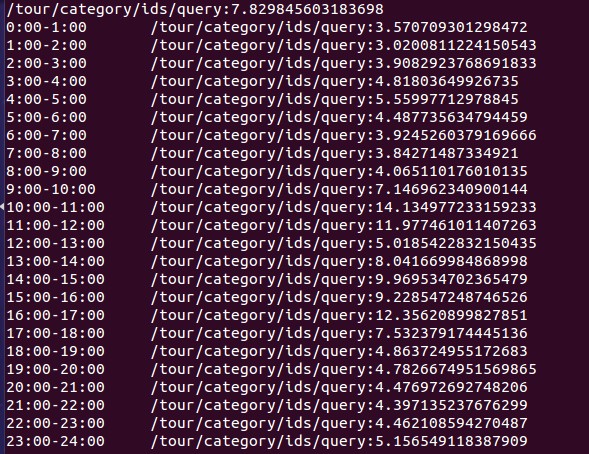 /tour/category/ids/query:7.829845603183698
0:00-1:00 /tour/category/ids/query:3.570709301298472
1:00-2:00 /tour/category/ids/query:3.0200811224150543
2:00-3:00 /tour/category/ids/query:3.9082923768691833
3:00-4:00 /tour/category/ids/query:4.81803649926735
4:00-5:00 /tour/category/ids/query:5.55997712978845
5:00-6:00 /tour/category/ids/query:4.487735634794459
6:00-7:00 /tour/category/ids/query:3.9245260379169666
7:00-8:00 /tour/category/ids/query:3.84271487334921
8:00-9:00 /tour/category/ids/query:4.065110176010135
9:00-10:00 /tour/category/ids/query:7.146962340900144
10:00-11:00 /tour/category/ids/query:14.134977233159233
11:00-12:00 /tour/category/ids/query:11.977461011407263
12:00-13:00 /tour/category/ids/query:5.0185422832150435
13:00-14:00 /tour/category/ids/query:8.041669984868998
14:00-15:00 /tour/category/ids/query:9.969534702365479
15:00-16:00 /tour/category/ids/query:9.228547248746526
16:00-17:00 /tour/category/ids/query:12.35620899827851
17:00-18:00 /tour/category/ids/query:7.532379174445136
18:00-19:00 /tour/category/ids/query:4.863724955172683
19:00-20:00 /tour/category/ids/query:4.7826674951569865
20:00-21:00 /tour/category/ids/query:4.476972692748206
21:00-22:00 /tour/category/ids/query:4.397135237676299
22:00-23:00 /tour/category/ids/query:4.462108594270487
23:00-24:00 /tour/category/ids/query:5.156549118387909